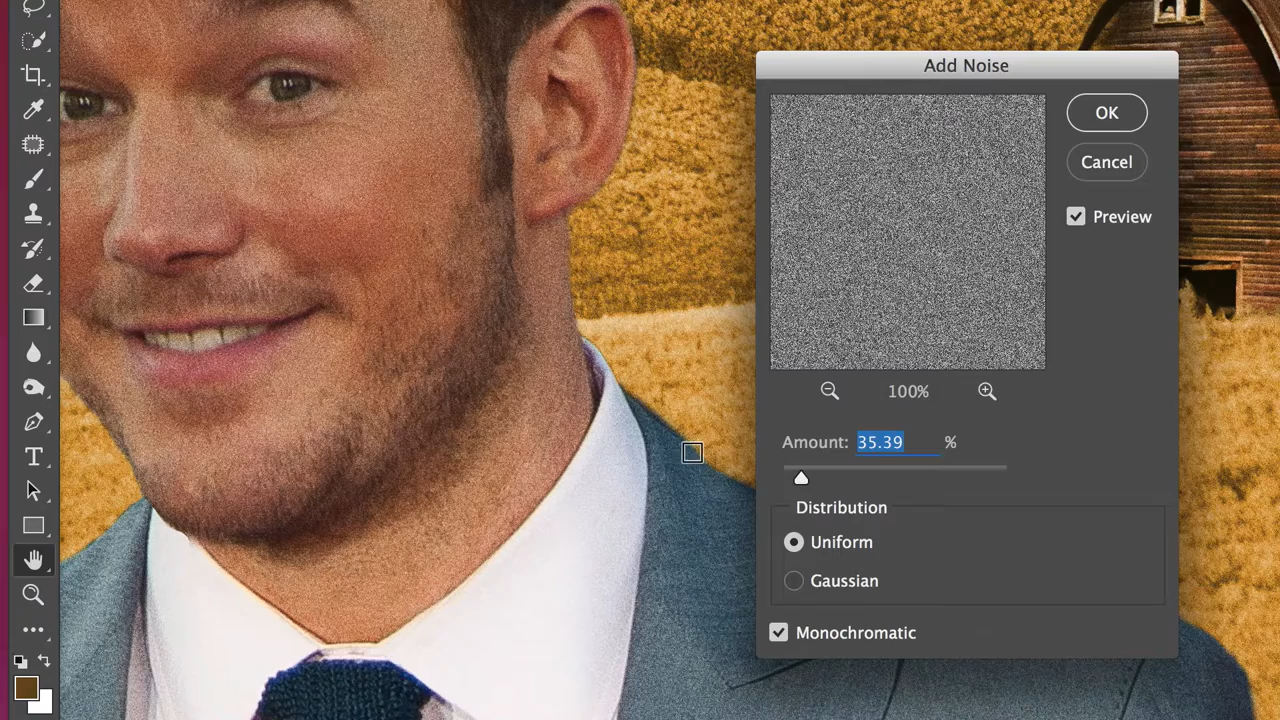 Add Noise
OK
Cancel
Preview
100%
Amount: 35.39 %
Distribution
Uniform
Gaussian
Monochromatic